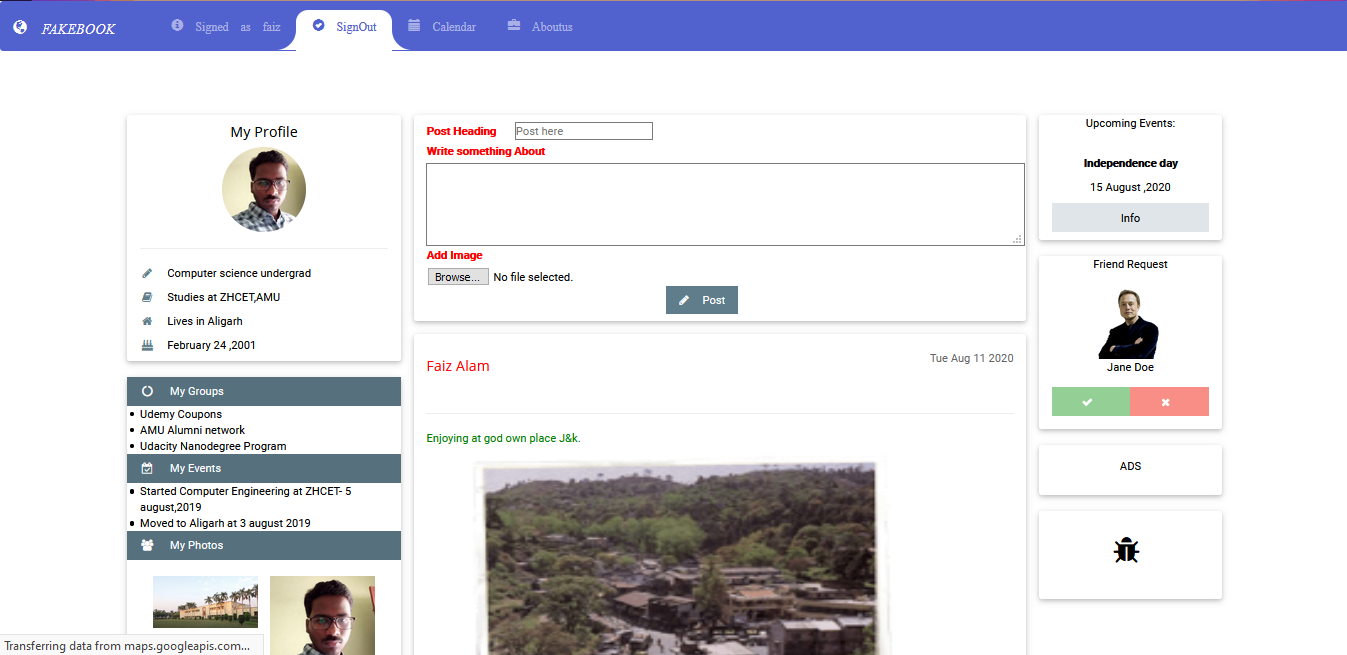 FAKEBOOK
Signed as faiz
SignOut
Calendar
Aboutus
My Profile
Computer science undergrad
Studies at ZHCET,AMU
Lives in Aligarh
February 24 ,2001
My Groups
Udemy Coupons
AMU Alumni network
Udacity Nanodegree Program
My Events
Started Computer Engineering at ZHCET- 5
august,2019
Moved to Aligarh at 3 august 2019
My Photos
Post Heading Post here
Write something About
Add Image
Browse... No file selected.
Post
Faiz Alam
Tue Aug 11 2020
Enjoying at god own place J&k.
Upcoming Events:
Independence day
15 August ,2020
Info
Friend Request
Jane Doe
ADS
Transferring data from maps.googleapis.com...